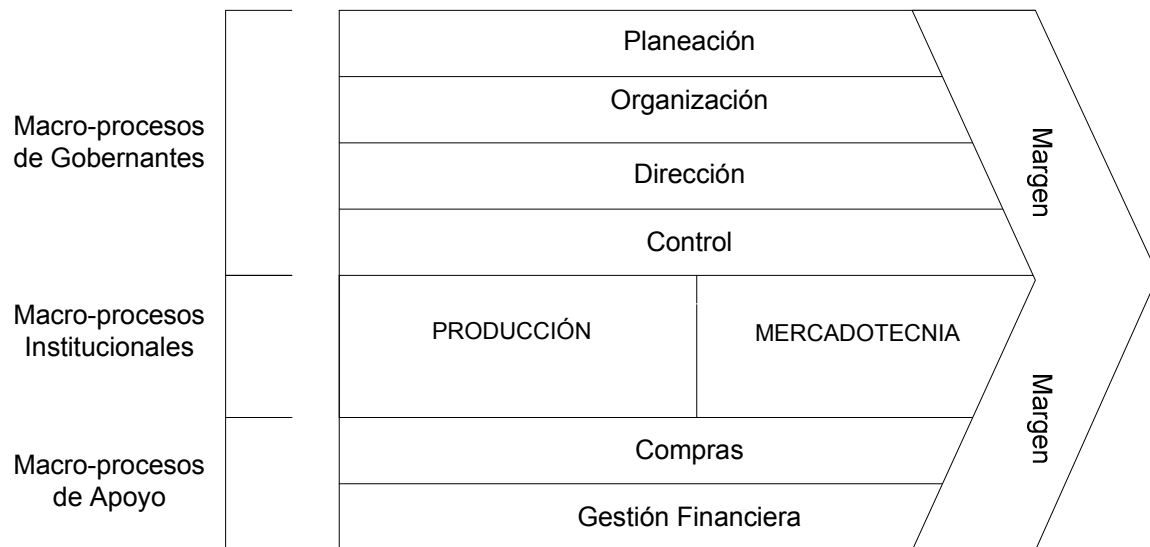 Macro-procesos
de Gobernantes
Planeación
Organización
Dirección
Control
Margen
Macro-procesos
Institucionales
PRODUCCIÓN
MERCADOTECNIA
Margen
Macro-procesos
de Apoyo
Compras
Gestión Financiera